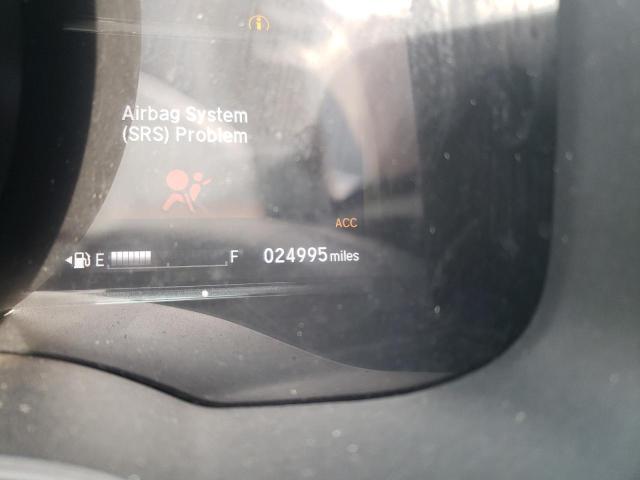 Airbag System
(SRS) Problem
ACC
E F 024995 miles